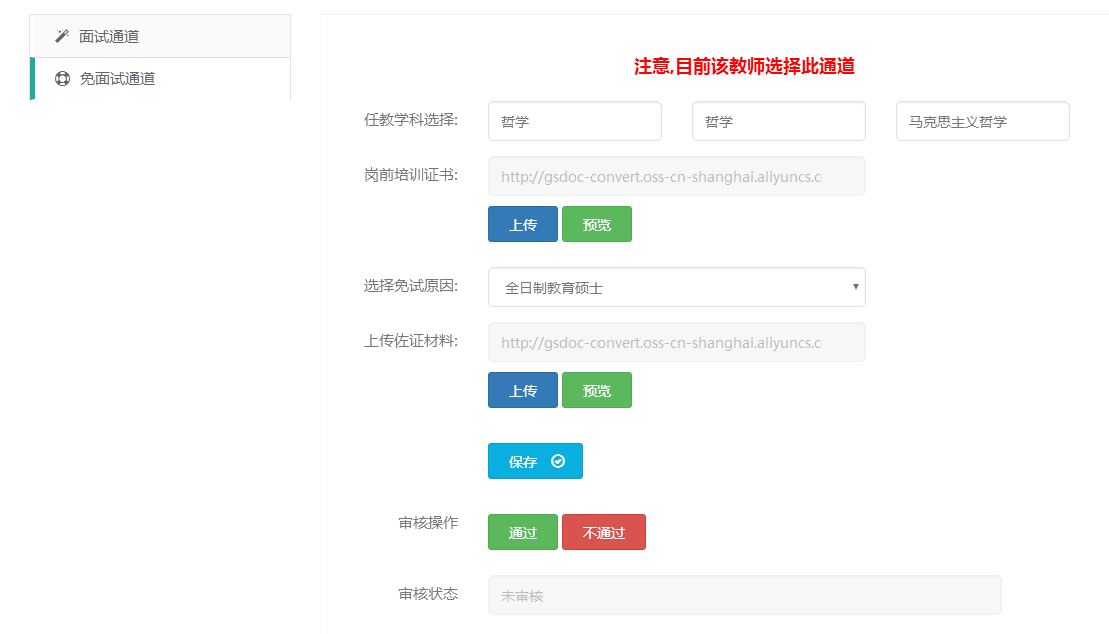 面试通道
免面试通道
注意,目前该教师选择此通道
任教学科选择: 哲学 哲学 马克思主义哲学
岗前培训证书: http://gsdoc-convert.oss-cn-shanghai.aliyuncs.c
上传 预览
选择免试原因: 全日制教育硕士
上传佐证材料: http://gsdoc-convert.oss-cn-shanghai.aliyuncs.c
上传 预览
保存
审核操作 通过 不通过
审核状态 未审核